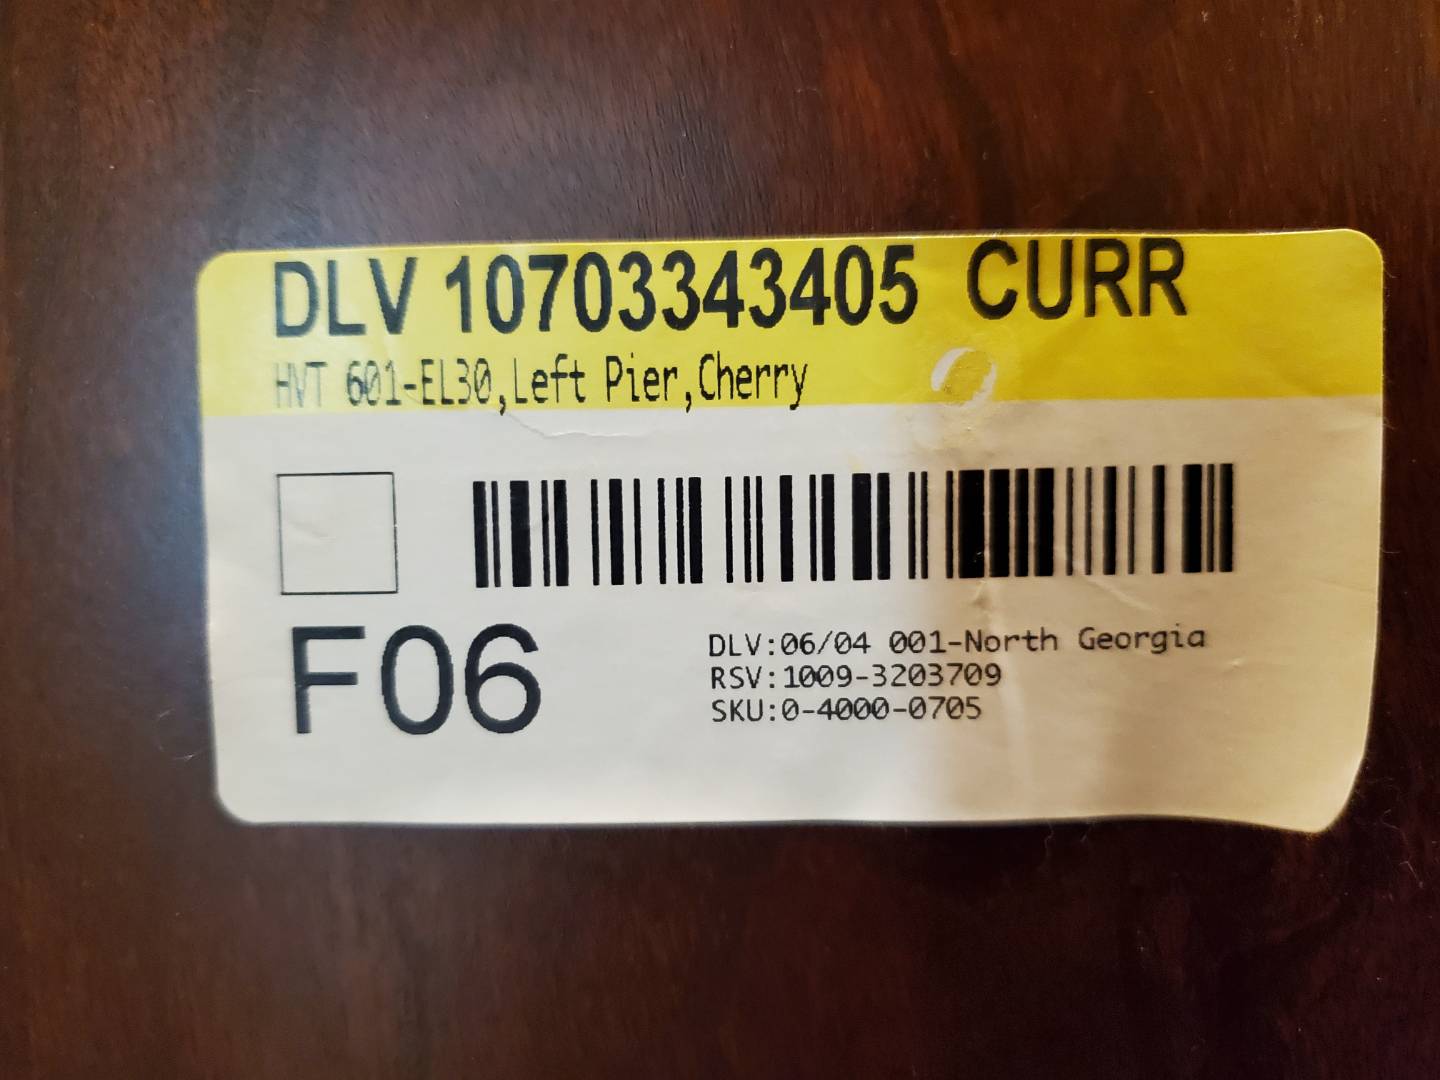 DLV 10703343405 CURR
HVT 601-EL30,Left Pier,Cherry
F06
DLV:06/04 001-North Georgia
RSV:1009-3203709
SKU:0-4000-0705